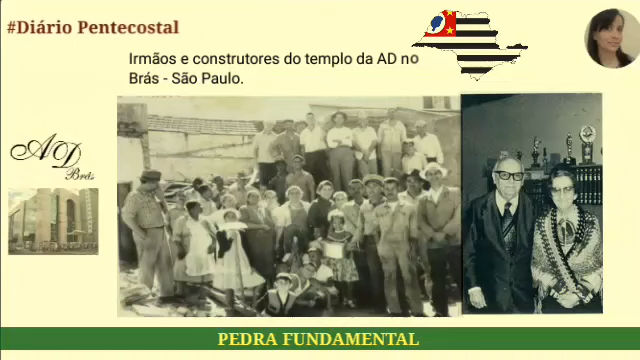 #Diário Pentecostal
Irmãos e construtores do templo da AD no
Brás - São Paulo.
AD
Brás
PEDRA FUNDAMENTAL